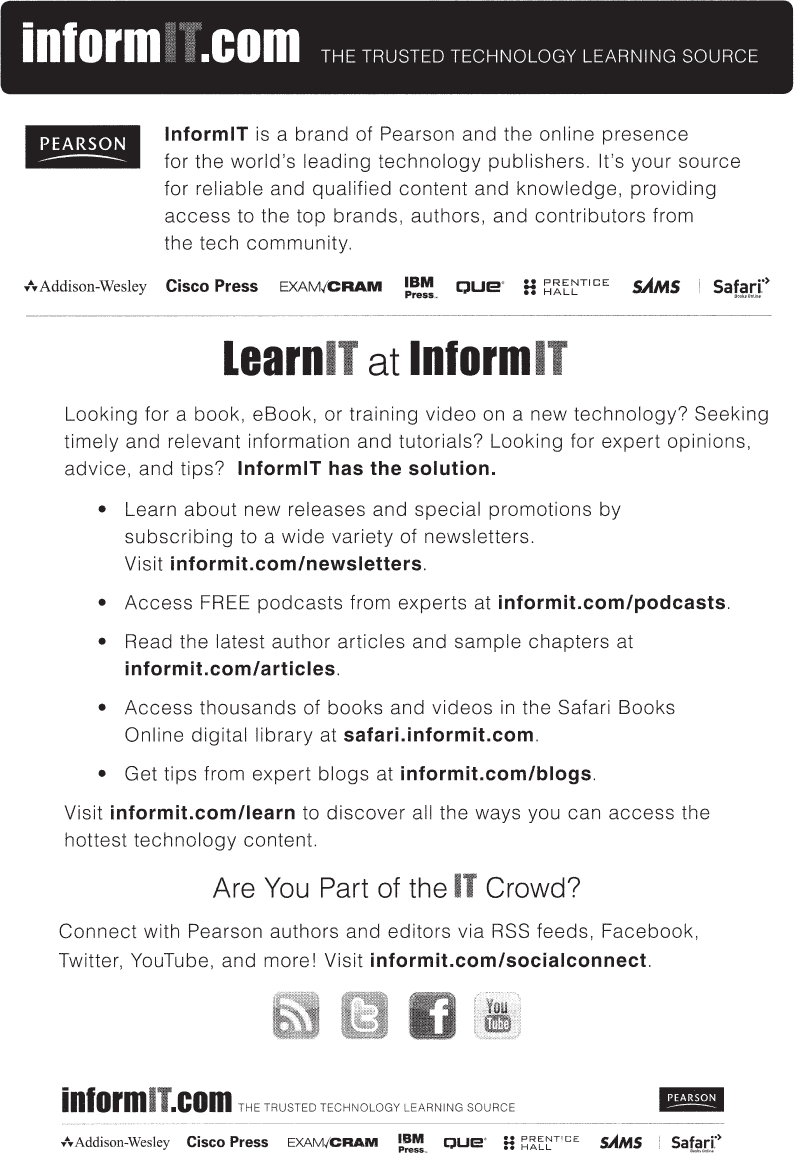 informIT.com THE TRUSTED TECHNOLOGY LEARNING SOURCE
PEARSON
InformIT is a brand of Pearson and the online presence
for the world's leading technology publishers. It's your source
for reliable and qualified content and knowledge, providing
access to the top brands, authors, and contributors from
the tech community.
Addison-Wesley Cisco Press EXAM/CRAM IBM Press. QUE PRENTICE HALL SAMS Safari Books Online
LearnIT at InformIT
Looking for a book, eBook, or training video on a new technology? Seeking
timely and relevant information and tutorials? Looking for expert opinions,
advice, and tips? InformIT has the solution.
• Learn about new releases and special promotions by
subscribing to a wide variety of newsletters.
Visit informit.com/newsletters.
• Access FREE podcasts from experts at informit.com/podcasts.
• Read the latest author articles and sample chapters at
informit.com/articles.
• Access thousands of books and videos in the Safari Books
Online digital library at safari.informit.com.
• Get tips from expert blogs at informit.com/blogs.
Visit informit.com/learn to discover all the ways you can access the
hottest technology content.
Are You Part of the IT Crowd?
Connect with Pearson authors and editors via RSS feeds, Facebook,
Twitter, YouTube, and more! Visit informit.com/socialconnect.
t f You Tube
informIT.com THE TRUSTED TECHNOLOGY LEARNING SOURCE PEARSON
Addison-Wesley Cisco Press EXAM/CRAM IBM Press. QUE PRENTICE HALL SAMS Safari Books Online